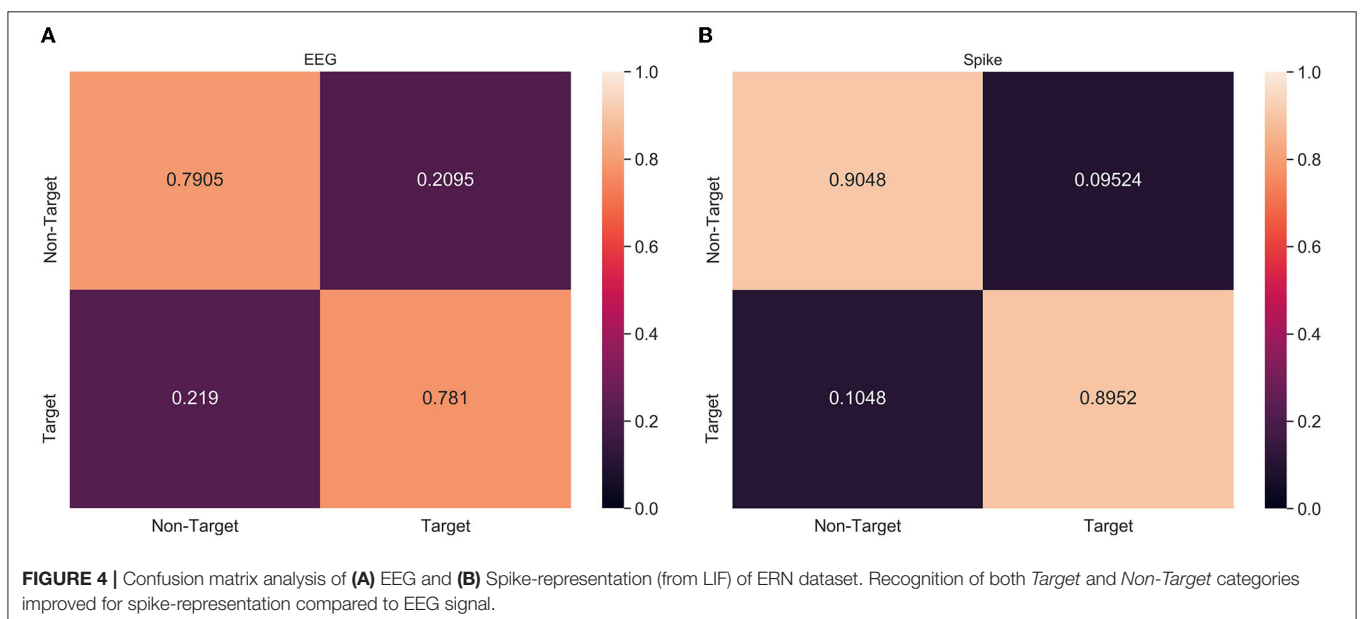 A
EEG
Non-Target
Target
0.7905
0.2095
0.219
0.781
Non-Target
Target
1.0
0.8
0.6
0.4
0.2
0.0
B
Spike
Non-Target
Target
0.9048
0.09524
0.1048
0.8952
Non-Target
Target
1.0
0.8
0.6
0.4
0.2
0.0
FIGURE 4 | Confusion matrix analysis of (A) EEG and (B) Spike-representation (from LIF) of ERN dataset. Recognition of both Target and Non-Target categories
improved for spike-representation compared to EEG signal.